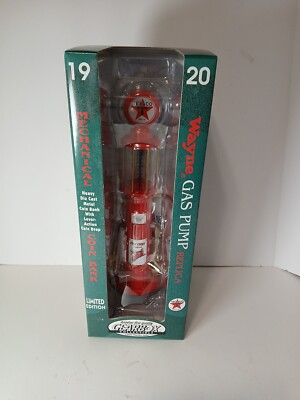 19
20
TEXACO
MECHANICAL COIN BANK
Heavy
Die Cast
Metal
Coin Bank
With
Lever-
Action
Coin Drop
LIMITED
EDITION
Wayne GAS PUMP REPLICA
GEARBOX